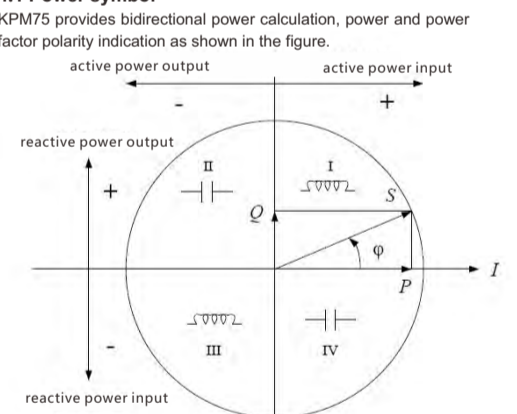 KPM75 provides bidirectional power calculation, power and power
factor polarity indication as shown in the figure.
active power output
active power input
-
+
reactive power output
II
I
+
Q
S
φ
I
P
III
IV
-
reactive power input